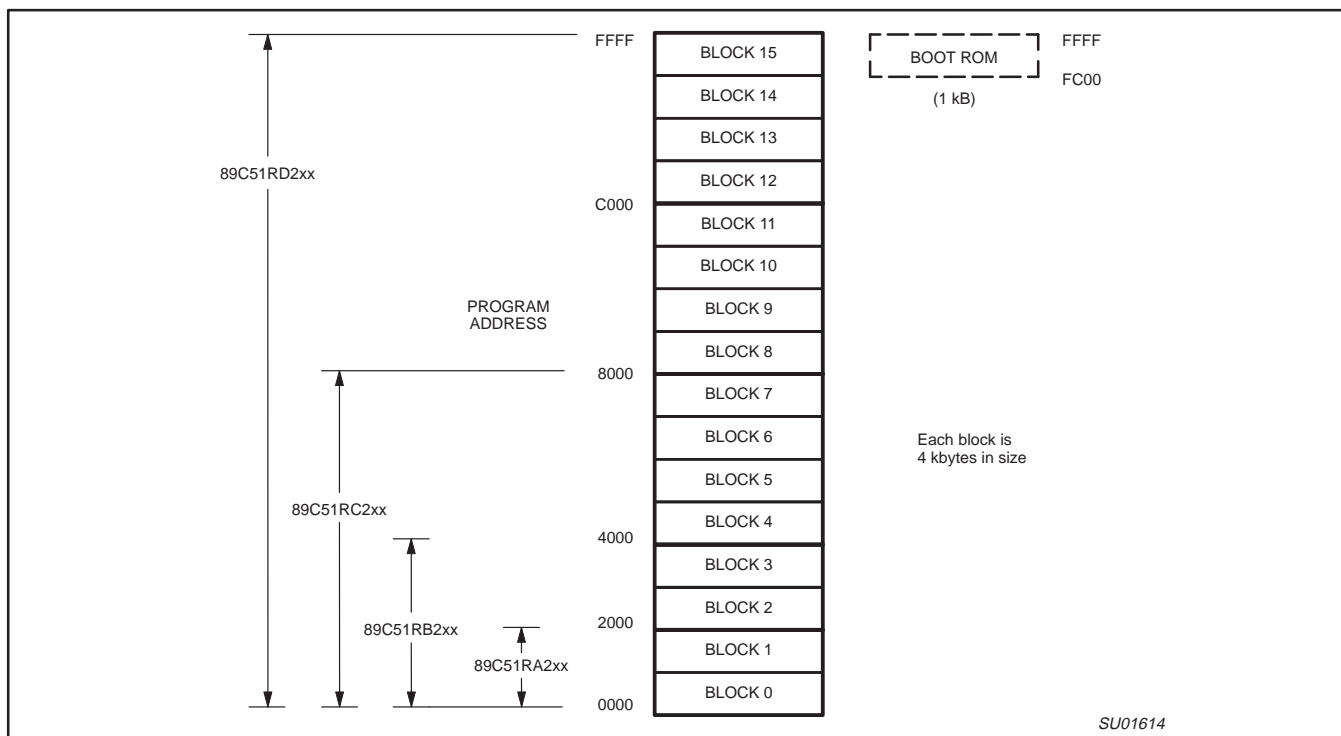 FFFF
BLOCK 15
BOOT ROM
FFFF
FC00
(1 kB)
BLOCK 14
BLOCK 13
89C51RD2xx
BLOCK 12
C000
BLOCK 11
BLOCK 10
PROGRAM
ADDRESS
BLOCK 9
BLOCK 8
8000
BLOCK 7
BLOCK 6
Each block is
4 kbytes in size
BLOCK 5
89C51RC2xx
BLOCK 4
4000
BLOCK 3
BLOCK 2
2000
89C51RB2xx
BLOCK 1
89C51RA2xx
BLOCK 0
0000
SU01614